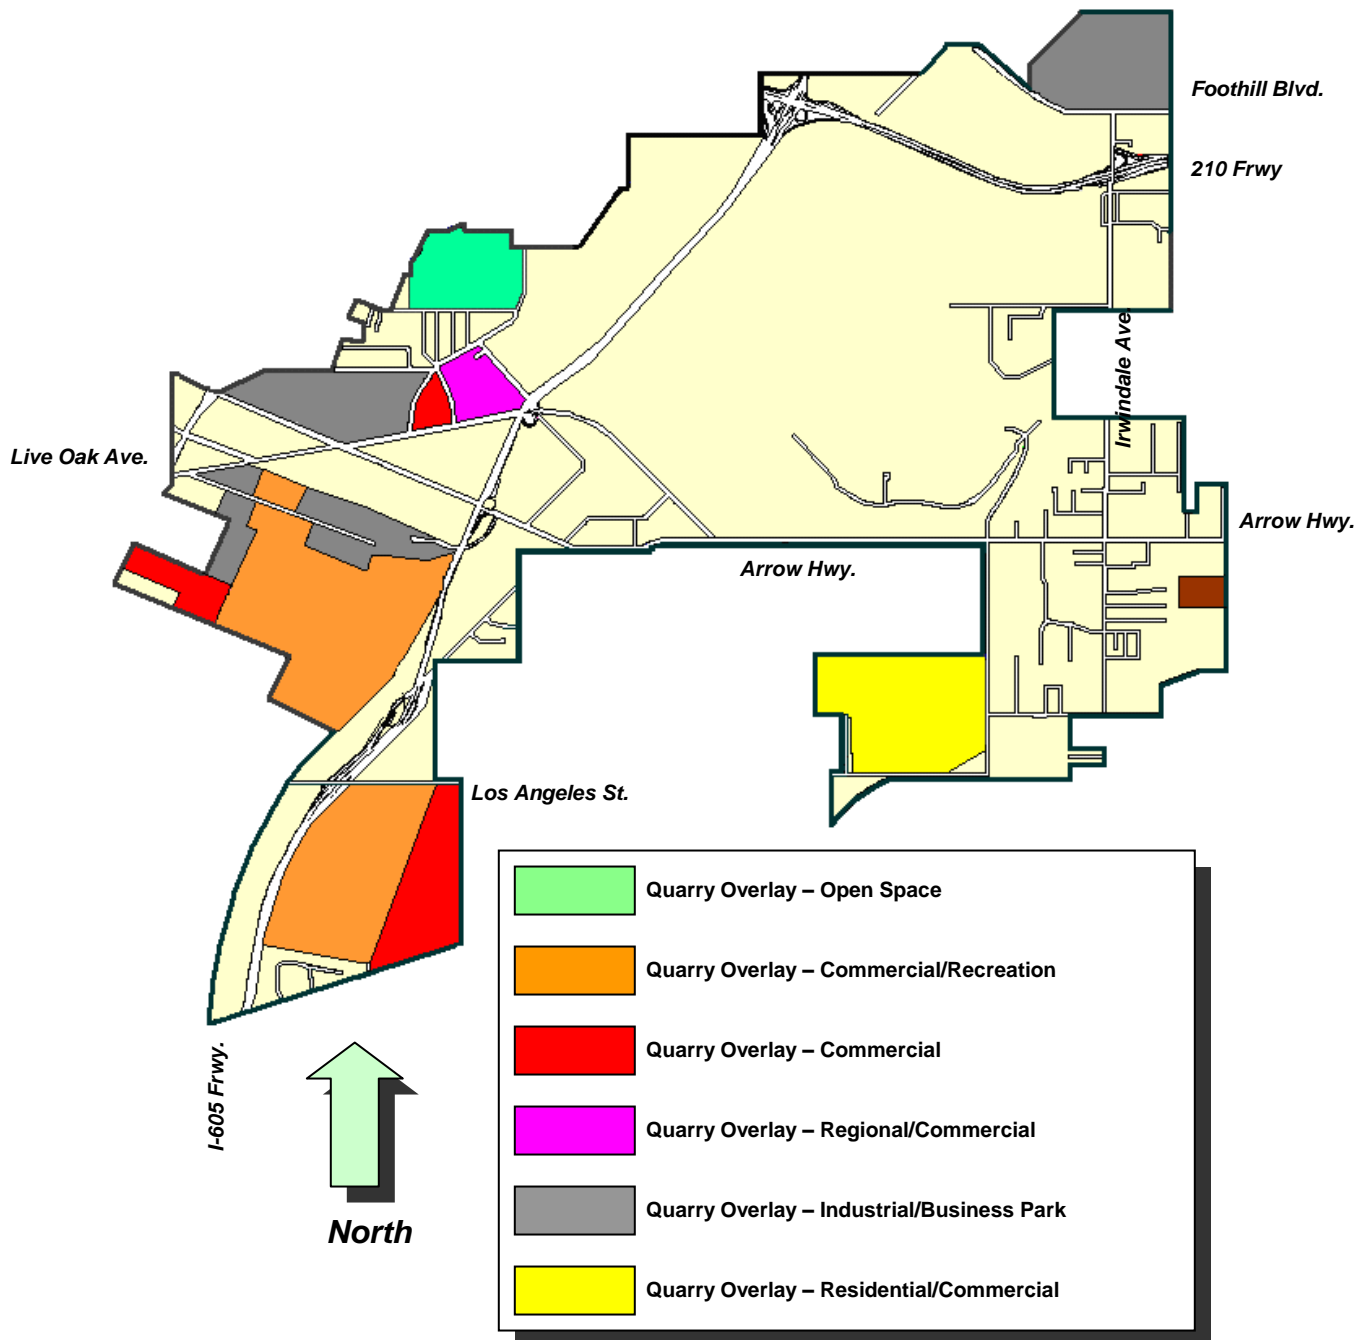 Foothill Blvd.
210 Frwy
Irwindale Ave.
Live Oak Ave.
Arrow Hwy.
Arrow Hwy.
Los Angeles St.
Quarry Overlay – Open Space
Quarry Overlay – Commercial/Recreation
Quarry Overlay – Commercial
Quarry Overlay – Regional/Commercial
Quarry Overlay – Industrial/Business Park
Quarry Overlay – Residential/Commercial
I-605 Frwy.
North